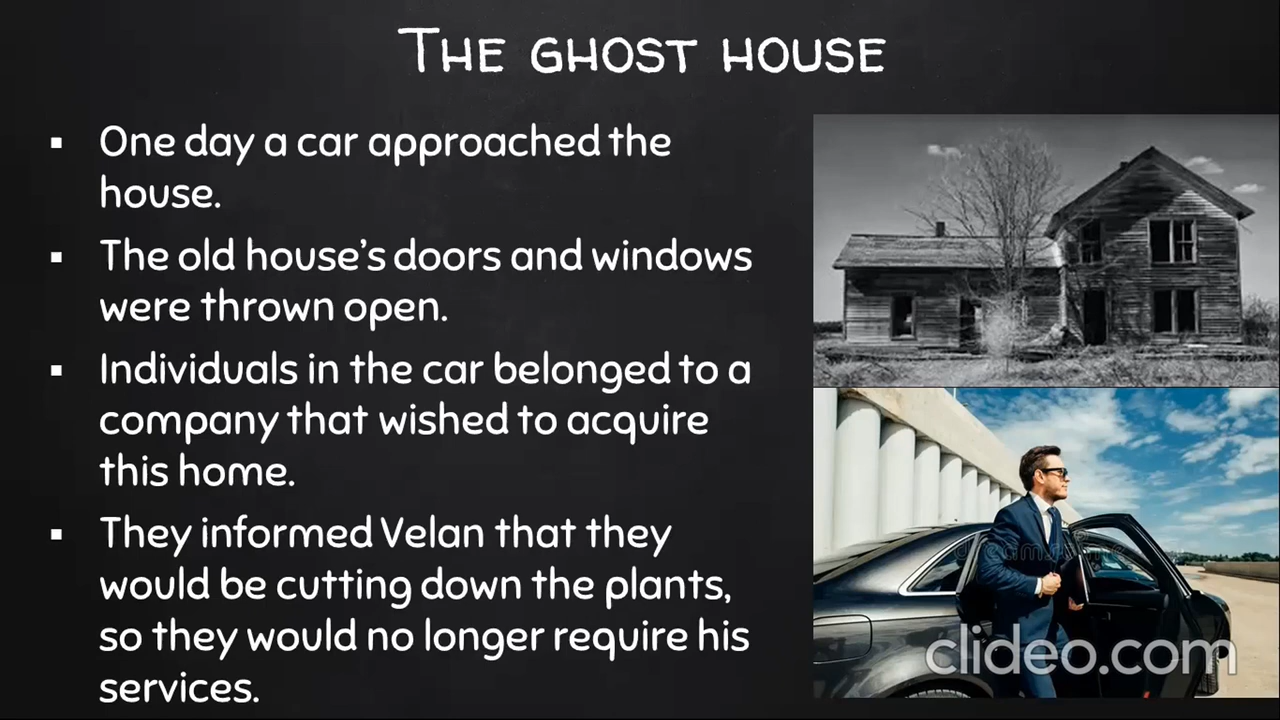 THE GHOST HOUSE
▪ One day a car approached the
house.
▪ The old house's doors and windows
were thrown open.
▪ Individuals in the car belonged to a
company that wished to acquire
this home.
▪ They informed Velan that they
would be cutting down the plants,
so they would no longer require his
services.
dreamstime
clideo.com